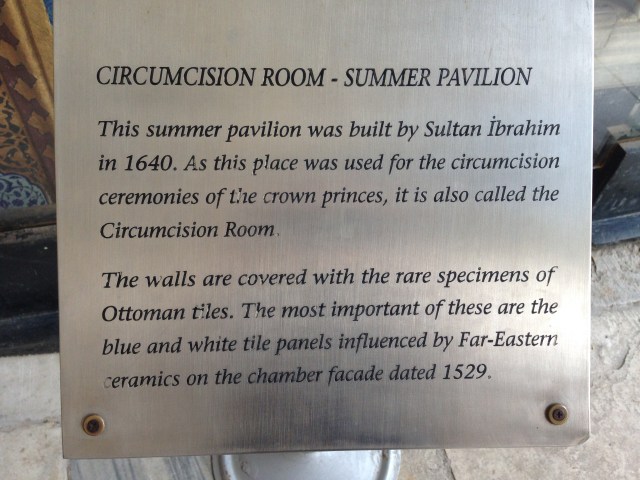 CIRCUMCISION ROOM - SUMMER PAVILION
This summer pavilion was built by Sultan İbrahim
in 1640. As this place was used for the circumcision
ceremonies of the crown princes, it is also called the
Circumcision Room.
The walls are covered with the rare specimens of
Ottoman tiles. The most important of these are the
blue and white tile panels influenced by Far-Eastern
ceramics on the chamber facade dated 1529.